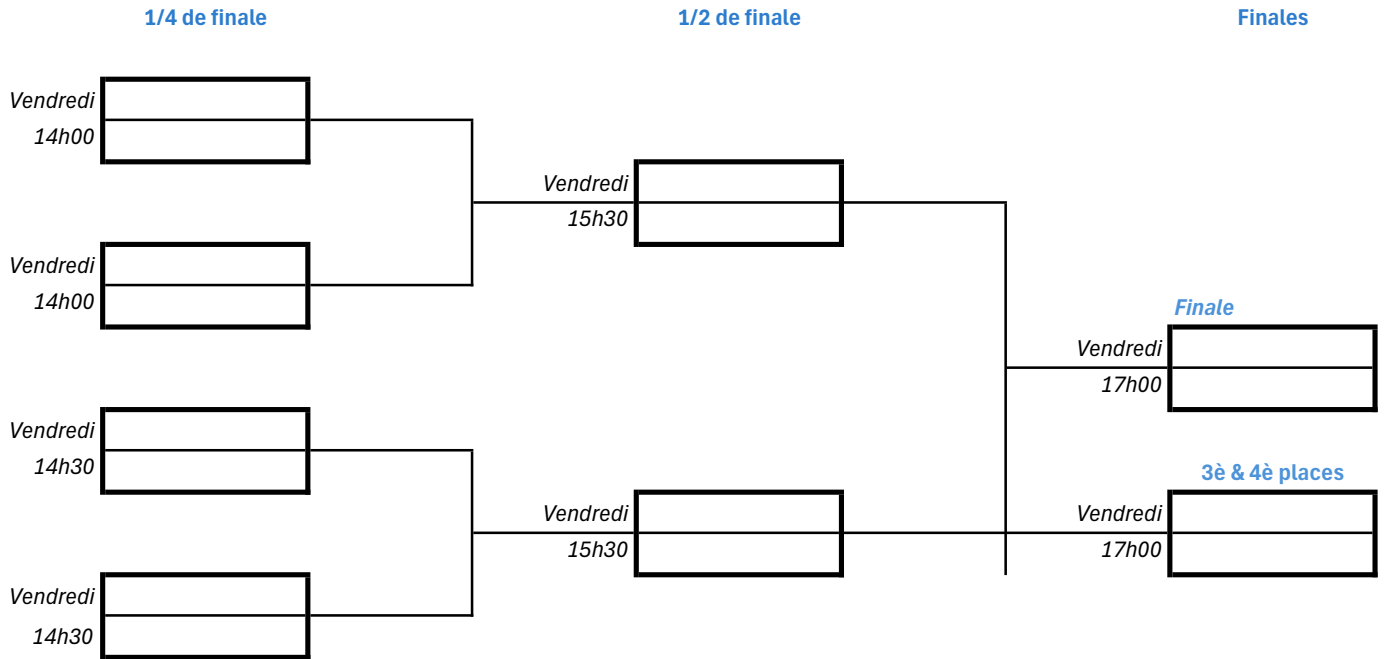 1/4 de finale
1/2 de finale
Finales
Vendredi
14h00
Vendredi
15h30
Vendredi
14h00
Finale
Vendredi
17h00
Vendredi
14h30
3è & 4è places
Vendredi
15h30
Vendredi
17h00
Vendredi
14h30